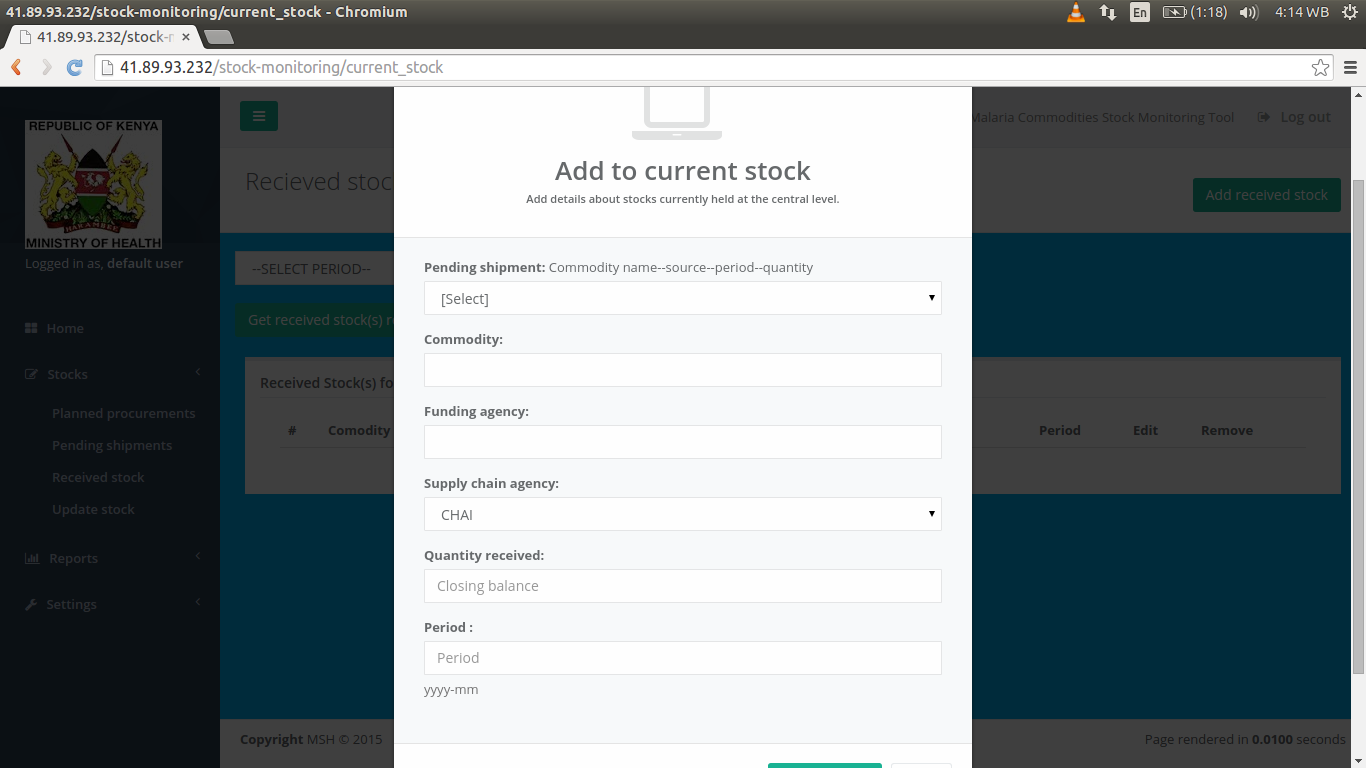 41.89.93.232/stock-monitoring/current_stock - Chromium
En
(1:18)
4:14 WB
41.89.93.232/stock-r
41.89.93.232/stock-monitoring/current_stock
REPUBLIC OF KENYA
HARAMBEE
MINISTRY OF HEALTH
Logged in as, default user
Home
Stocks
Planned procurements
Pending shipments
Received stock
Update stock
Reports
Settings
Malaria Commodities Stock Monitoring Tool
Log out
Recieved stoc
Add received stock
--SELECT PERIOD--
Get received stock(s) r
Received Stock(s) fo
#
Comodity
Period
Edit
Remove
Add to current stock
Add details about stocks currently held at the central level.
Pending shipment: Commodity name--source--period--quantity
[Select]
Commodity:
Funding agency:
Supply chain agency:
CHAI
Quantity received:
Closing balance
Period :
Period
yyyy-mm
Copyright MSH © 2015
Page rendered in 0.0100 seconds